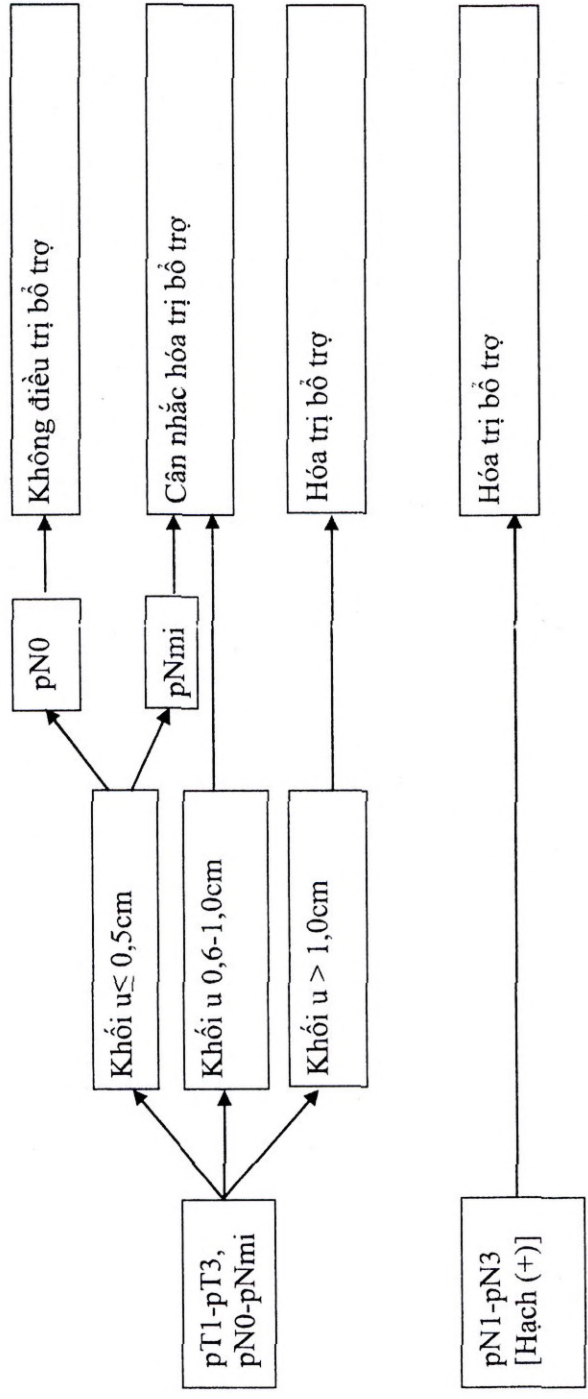 pT1-pT3,
pN0-pNmi
Khối u≤ 0,5cm
Khối u 0,6-1,0cm
Khối u > 1,0cm
pN0
pNmi
Không điều trị bổ trợ
Cân nhắc hóa trị bổ trợ
Hóa trị bổ trợ
pN1-pN3
[Hạch (+)]
Hóa trị bổ trợ